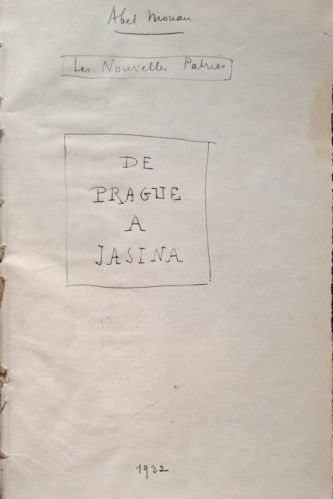 Abel Moreau
Les Nouvelles Patries
DE
PRAGUE
A
JASINA
1932.